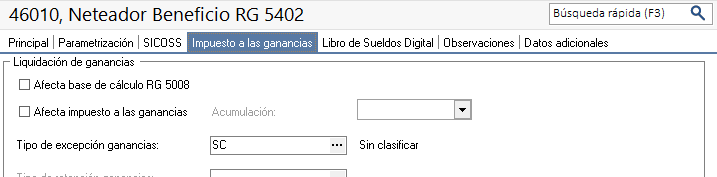 46010, Neteador Beneficio RG 5402
Búsqueda rápida (F3)
Principal Parametrización SICOSS Impuesto a las ganancias Libro de Sueldos Digital Observaciones Datos adicionales
Liquidación de ganancias
Afecta base de cálculo RG 5008
Afecta impuesto a las ganancias Acumulación:
Tipo de excepción ganancias: SC ... Sin clasificar